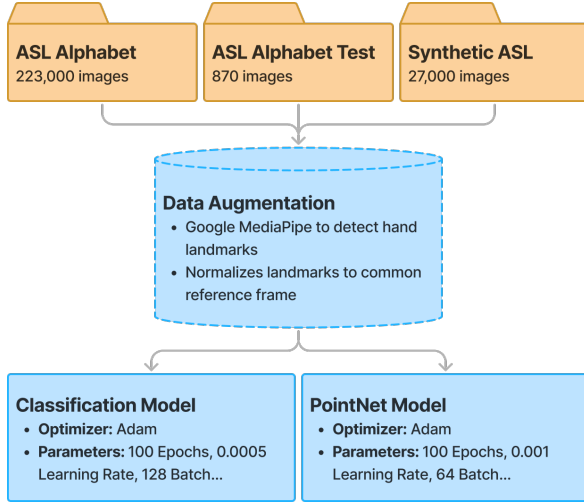 ASL Alphabet
223,000 images
ASL Alphabet Test
870 images
Synthetic ASL
27,000 images
Data Augmentation
• Google MediaPipe to detect hand
landmarks
• Normalizes landmarks to common
reference frame
Classification Model
• Optimizer: Adam
• Parameters: 100 Epochs, 0.0005
Learning Rate, 128 Batch...
PointNet Model
• Optimizer: Adam
• Parameters: 100 Epochs, 0.001
Learning Rate, 64 Batch...